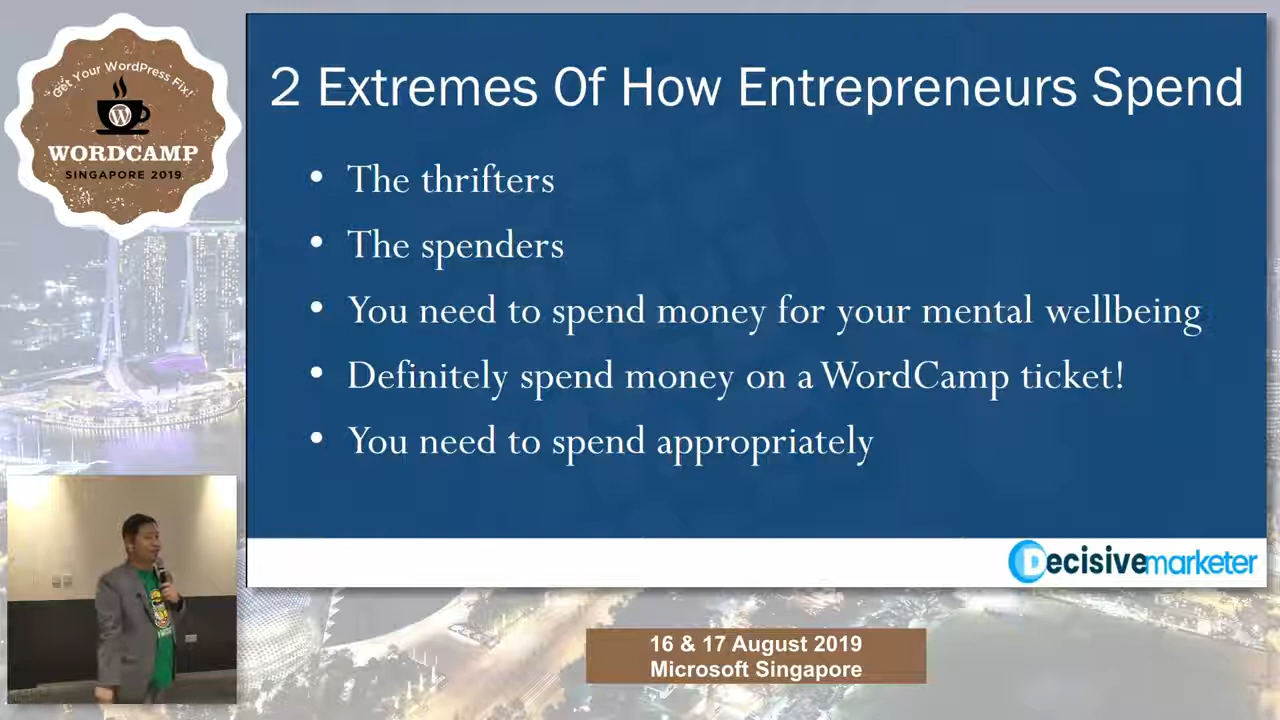 Get Your WordPress Fix!
WORDCAMP
SINGAPORE 2019
2 Extremes Of How Entrepreneurs Spend
• The thrifters
• The spenders
• You need to spend money for your mental wellbeing
• Definitely spend money on a WordCamp ticket!
• You need to spend appropriately
Decisivemarketer
16 & 17 August 2019
Microsoft Singapore